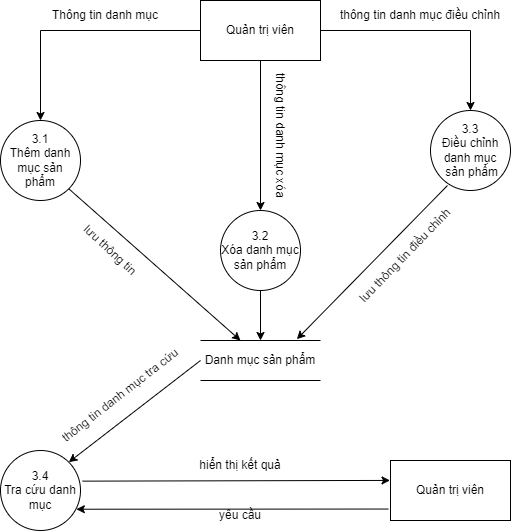 Thông tin danh mục
Quản trị viên
thông tin danh mục điều chỉnh
thông tin danh mục xóa
3.1
Thêm danh
mục sản
phẩm
3.3
Điều chỉnh
danh mục
sản phẩm
3.2
Xóa danh mục
sản phẩm
lưu thông tin
lưu thông tin điều chỉnh
Danh mục sản phẩm
thông tin danh mục tra cứu
3.4
Tra cứu danh
mục
hiển thị kết quả
yêu cầu
Quản trị viên